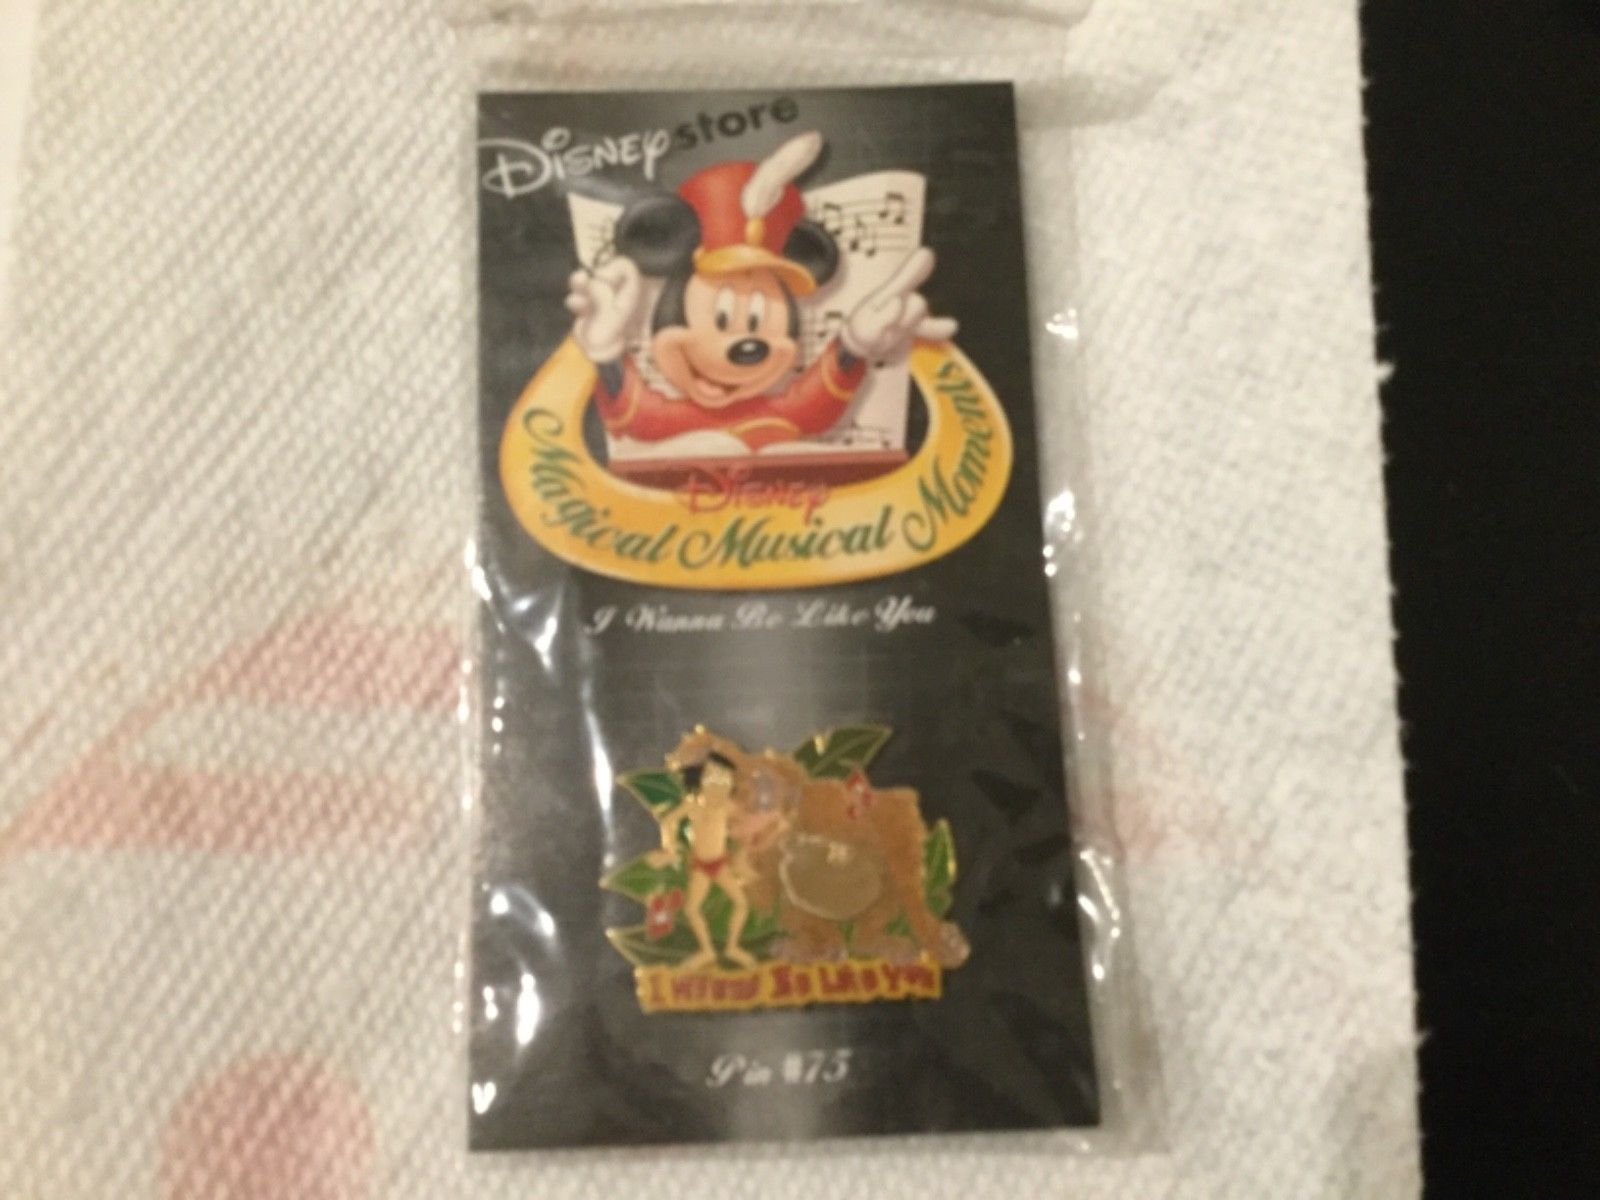 Disney store
Disney
Magical Musical Moments
I Wanna Be Like You
I Wanna Be Like You
Pin #75